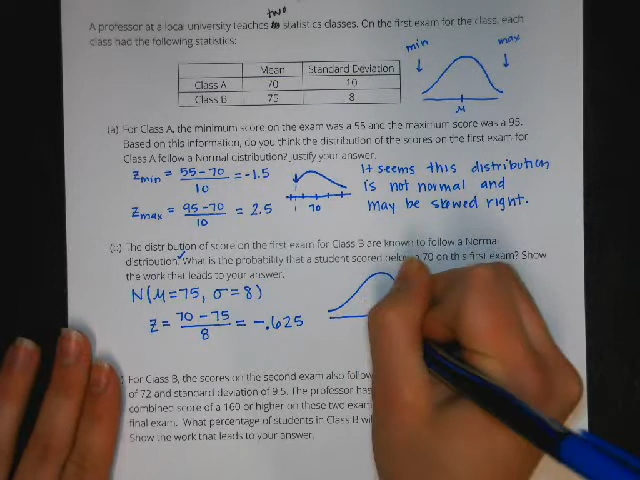 two
A professor at a local university teaches statistics classes. On the first exam for the class, each
class had the following statistics:
min
max
Mean Standard Deviation
Class A 70 10
Class B 75 8
μ
(a) For Class A, the minimum score on the exam was a 55 and the maximum score was a 95.
Based on this information, do you think the distribution of the scores on the first exam for
Class A follow a Normal distribution? Justify your answer.
Zmin = 55-70 / 10 = -1.5
Zmax = 95-70 / 10 = 2.5
70
It seems this distribution
is not normal and
may be skewed right.
(b) The distribution of score on the first exam for Class B are known to follow a Normal
distribution. What is the probability that a student scored below a 70 on this first exam? Show
the work that leads to your answer.
N(μ=75, σ=8)
Z = 70-75 / 8 = -.625
For Class B, the scores on the second exam also follow
of 72 and standard deviation of 9.5. The professor has
combined score of a 160 or higher on these two exam
final exam. What percentage of students in Class B wil
Show the work that leads to your answer.